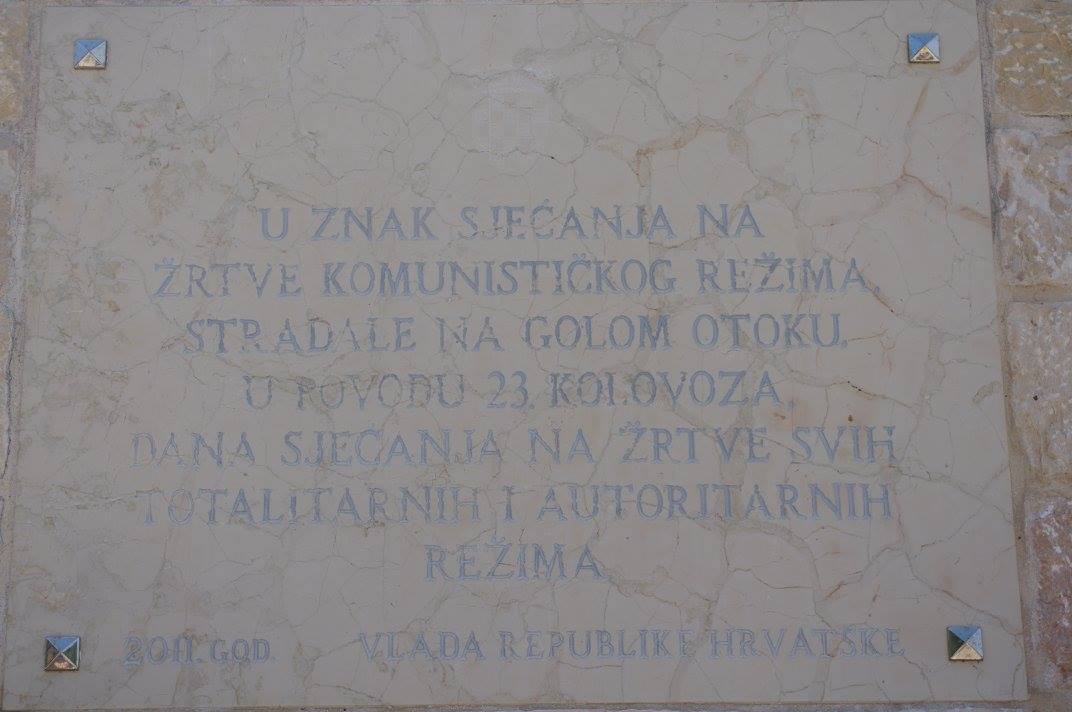 U ZNAK SJEĆANJA NA
ŽRTVE KOMUNISTIČKOG REŽIMA,
STRADALE NA GOLOM OTOKU.
U POVODU 23. KOLOVOZA,
DANA SJEĆANJA NA ŽRTVE SVIH
TOTALITARNIH I AUTORITARNIH
REŽIMA
2011. GOD. VLADA REPUBLIKE HRVATSKE